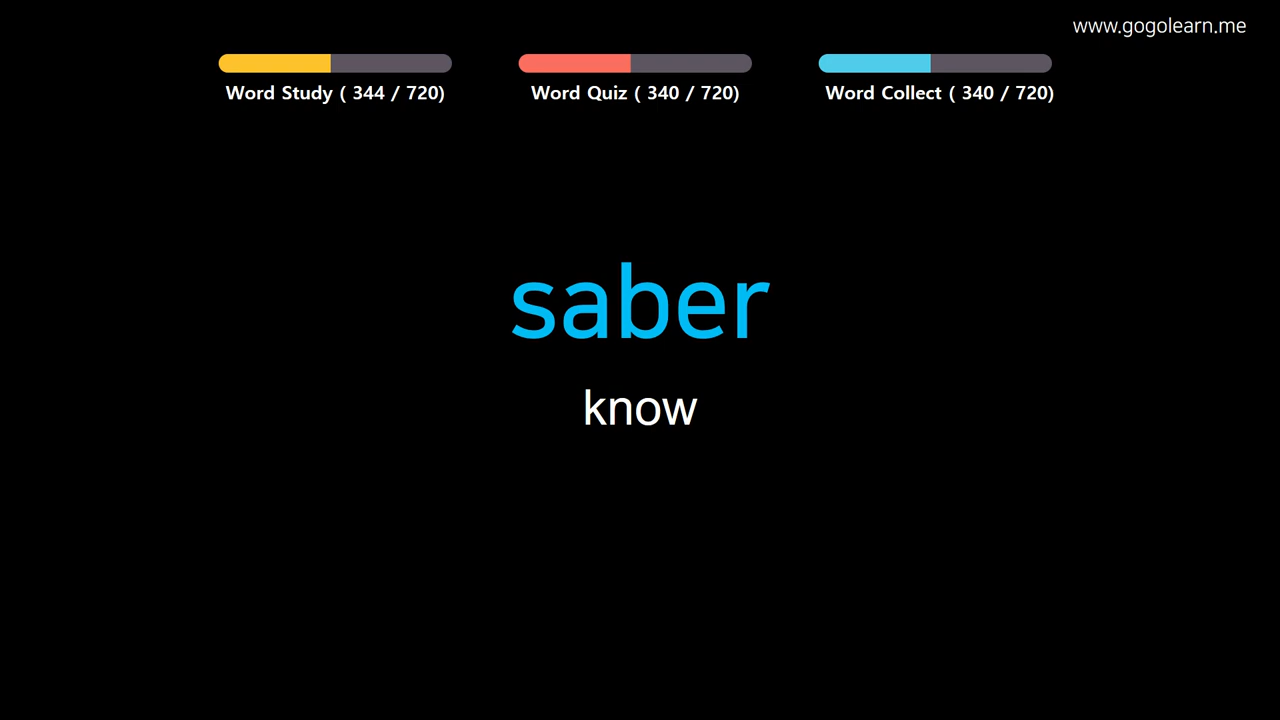 www.gogolearn.me
Word Study ( 344 / 720)
Word Quiz ( 340 / 720)
Word Collect ( 340 / 720)
saber
know